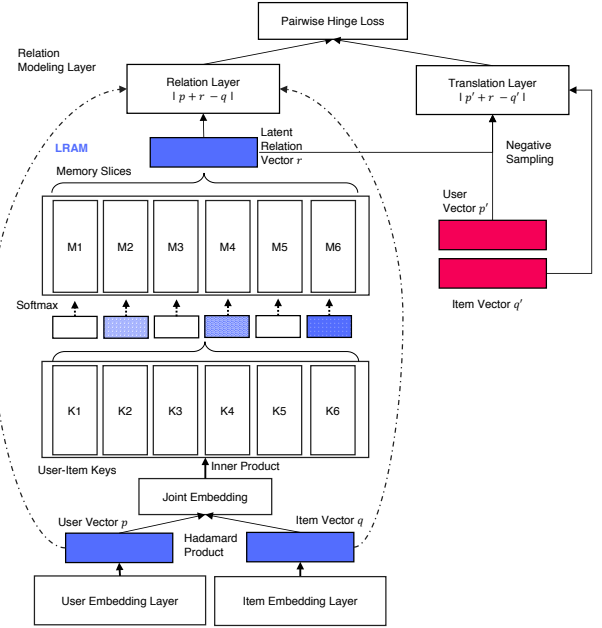 Pairwise Hinge Loss
Relation
Modeling Layer
Relation Layer
| p + r − q |
Translation Layer
| p′ + r − q′ |
LRAM
Latent
Relation
Vector r
Negative
Sampling
Memory Slices
User
Vector p′
M1 M2 M3 M4 M5 M6
Item Vector q′
Softmax
K1 K2 K3 K4 K5 K6
User-Item Keys
Inner Product
Joint Embedding
User Vector p
Item Vector q
Hadamard
Product
User Embedding Layer
Item Embedding Layer